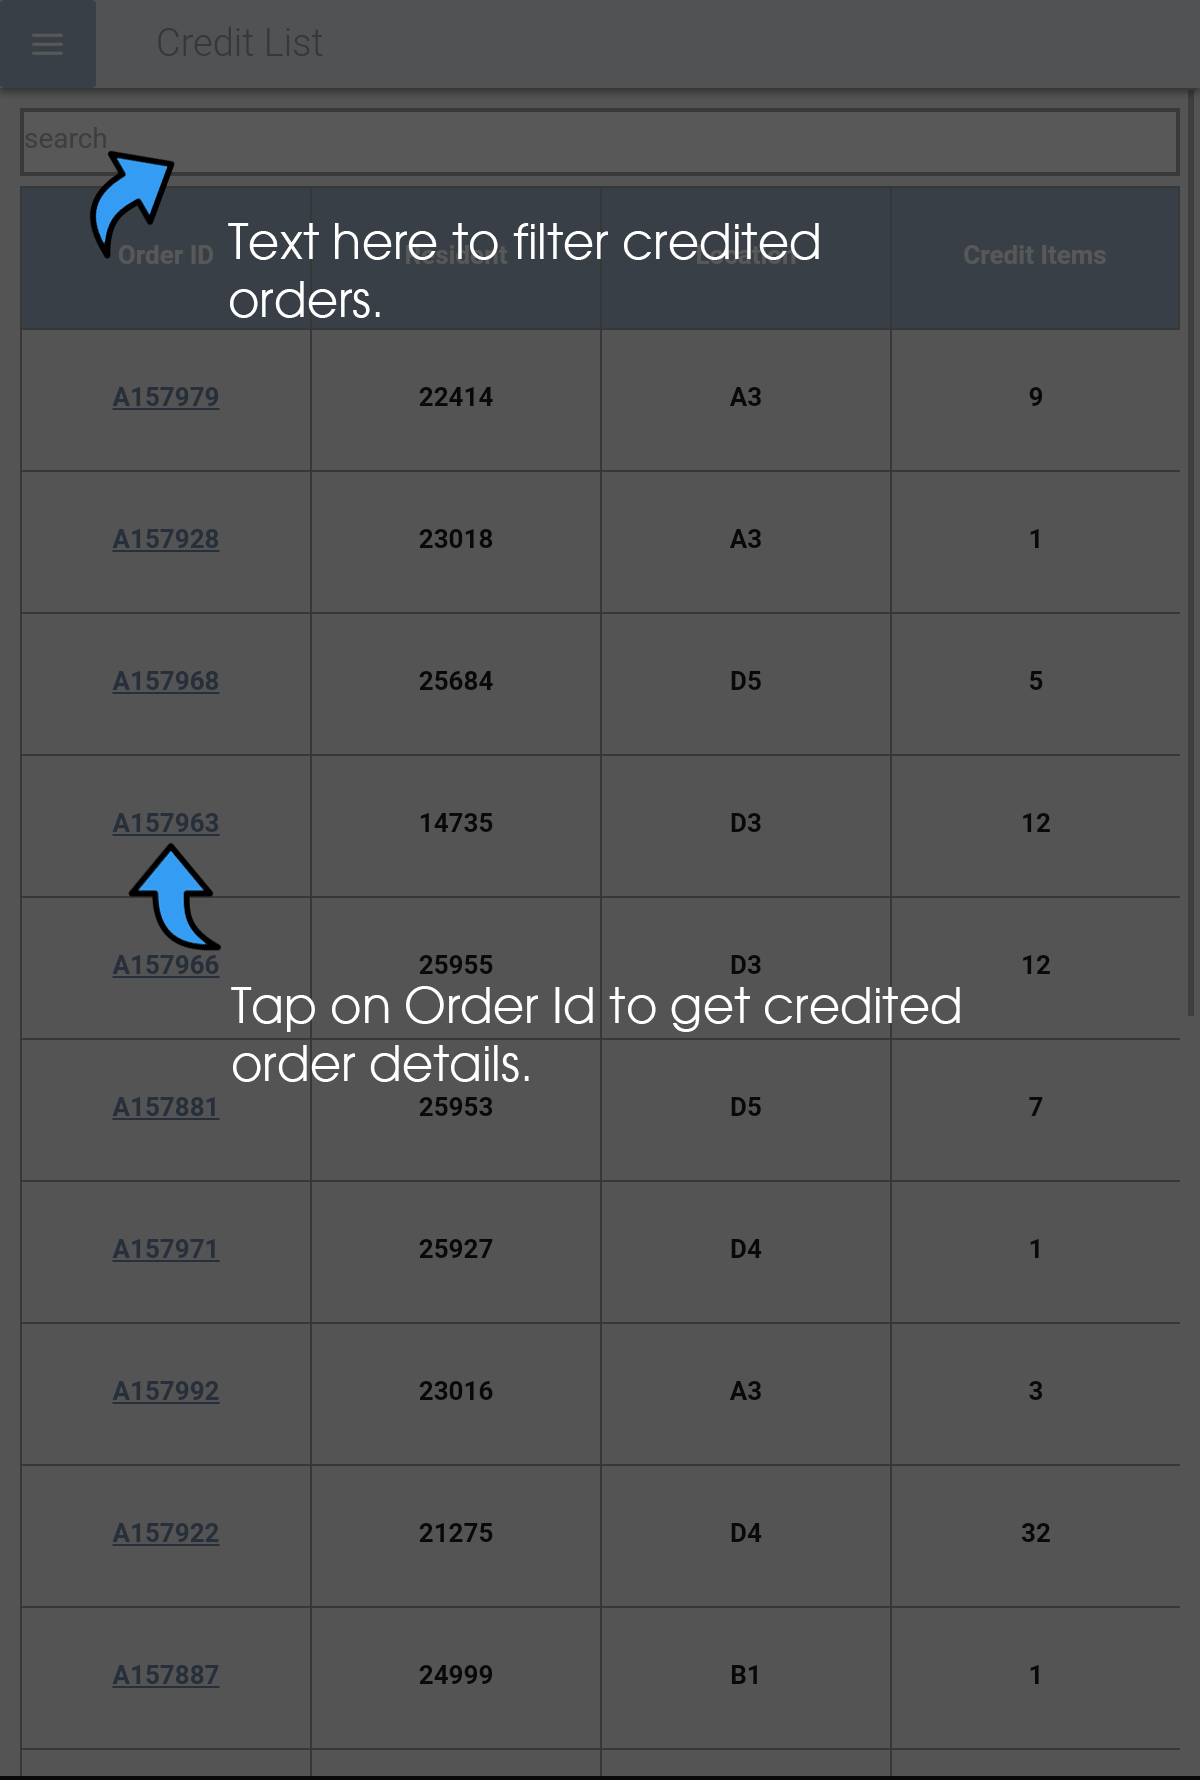 Credit List
search
Order ID Resident Location Credit Items
Text here to filter credited
orders.
A157979 22414 A3 9
A157928 23018 A3 1
A157968 25684 D5 5
A157963 14735 D3 12
A157966 25955 D3 12
Tap on Order Id to get credited
order details.
A157881 25953 D5 7
A157971 25927 D4 1
A157992 23016 A3 3
A157922 21275 D4 32
A157887 24999 B1 1